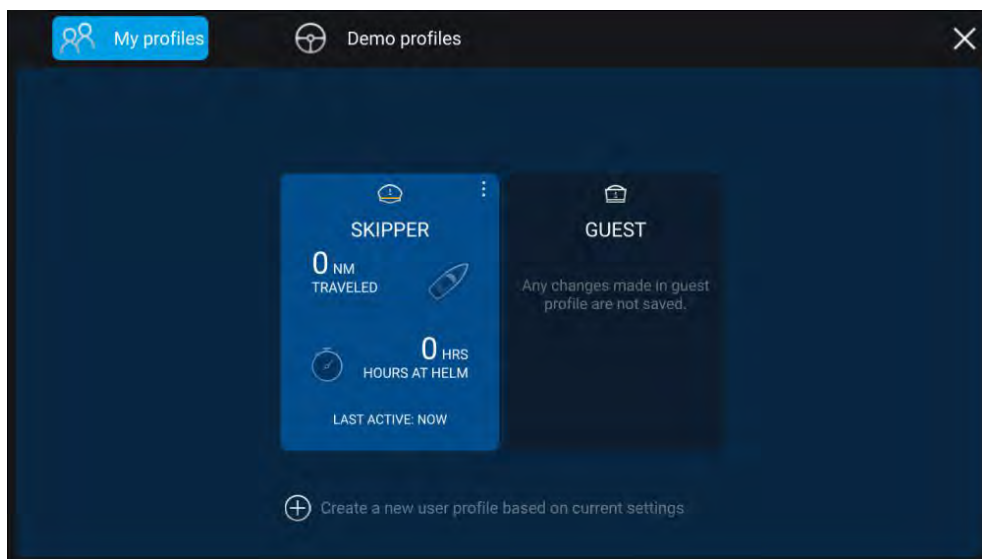 My profiles
Demo profiles
SKIPPER
0 NM
TRAVELED
0 HRS
HOURS AT HELM
LAST ACTIVE: NOW
GUEST
Any changes made in guest
profile are not saved.
Create a new user profile based on current settings